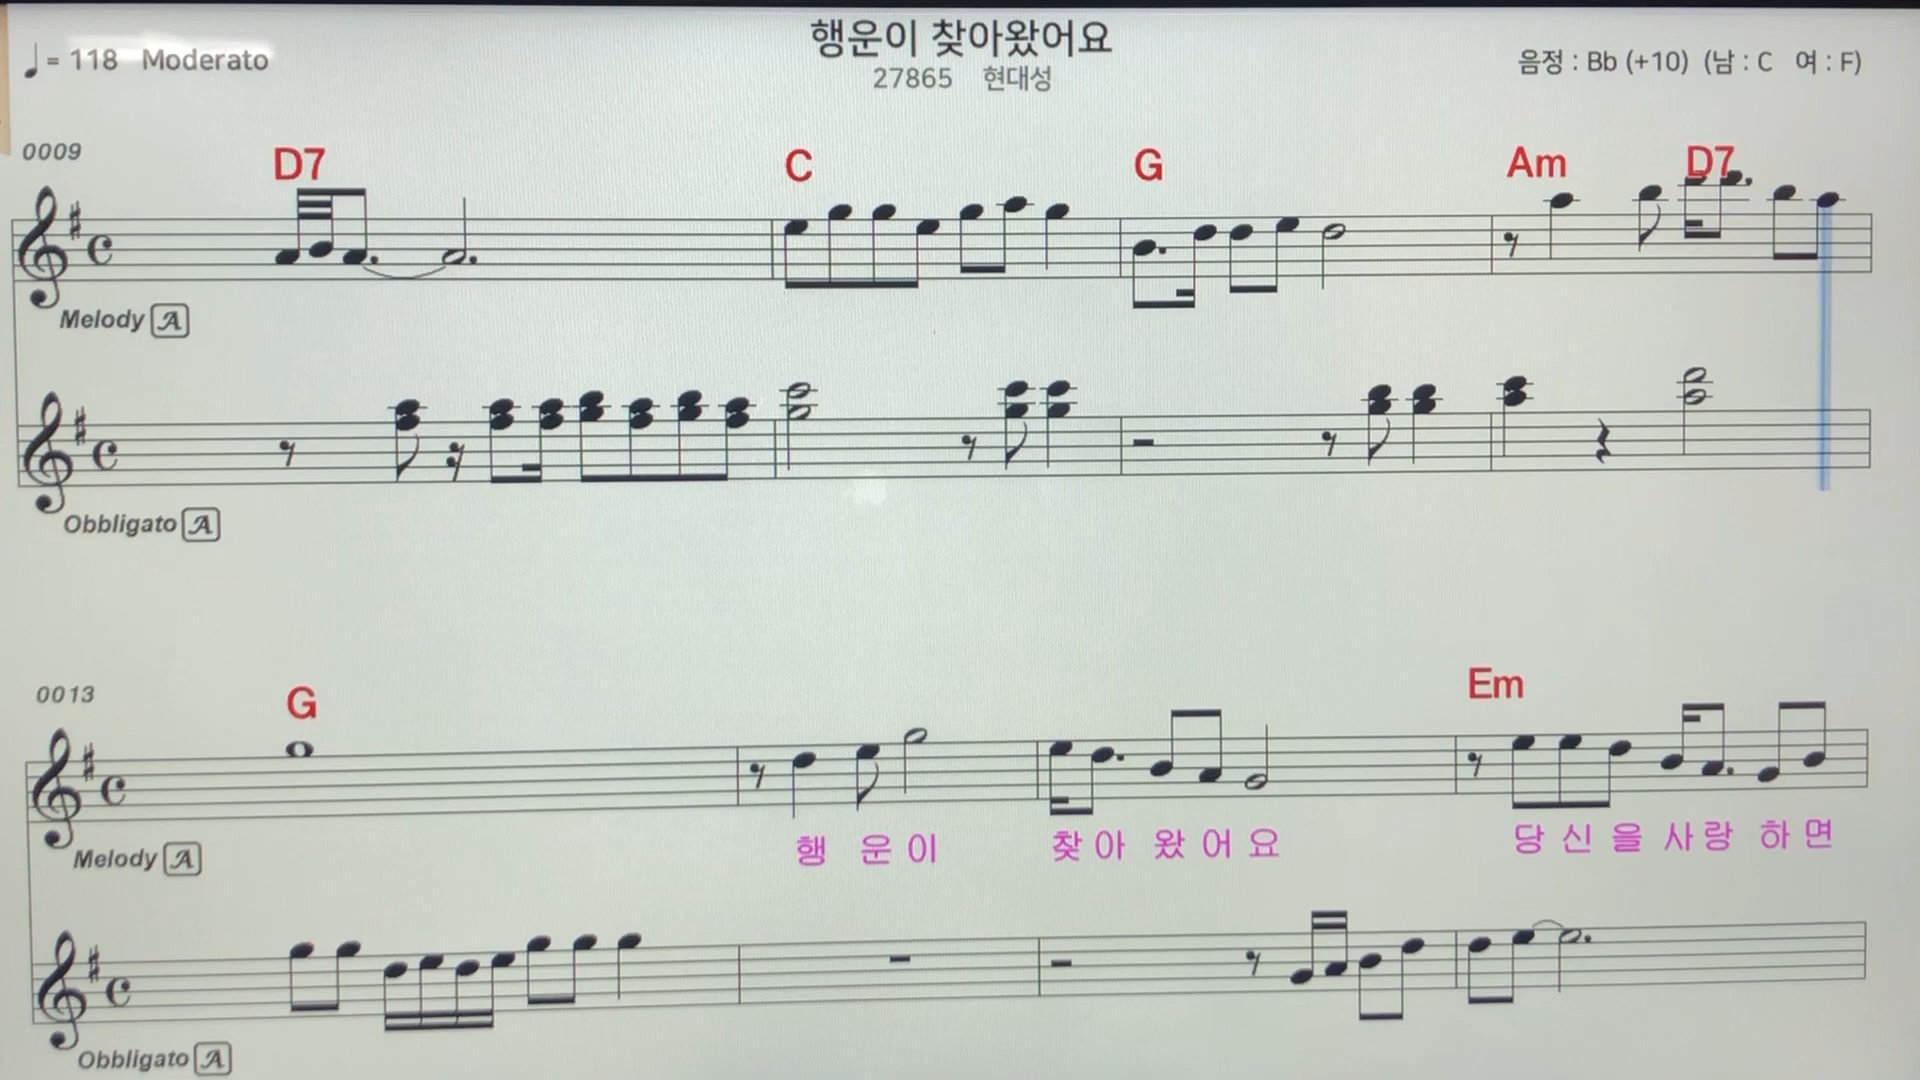 행운이 찾아왔어요
♩= 118 Moderato
27865 현대성
음정 : Bb (+10) (남 : C 여 : F)
0009
D7 C G Am D7
Melody A
Obbligato A
0013
G Em
Melody A
행 운 이 찾 아 왔 어 요 당 신 을 사 랑 하 면
Obbligato A